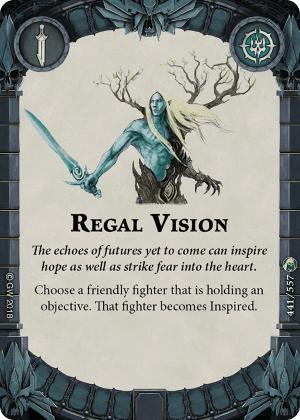 REGAL VISION
The echoes of futures yet to come can inspire
hope as well as strike fear into the heart.
Choose a friendly fighter that is holding an
objective. That fighter becomes Inspired.
© GW 2018
441/557